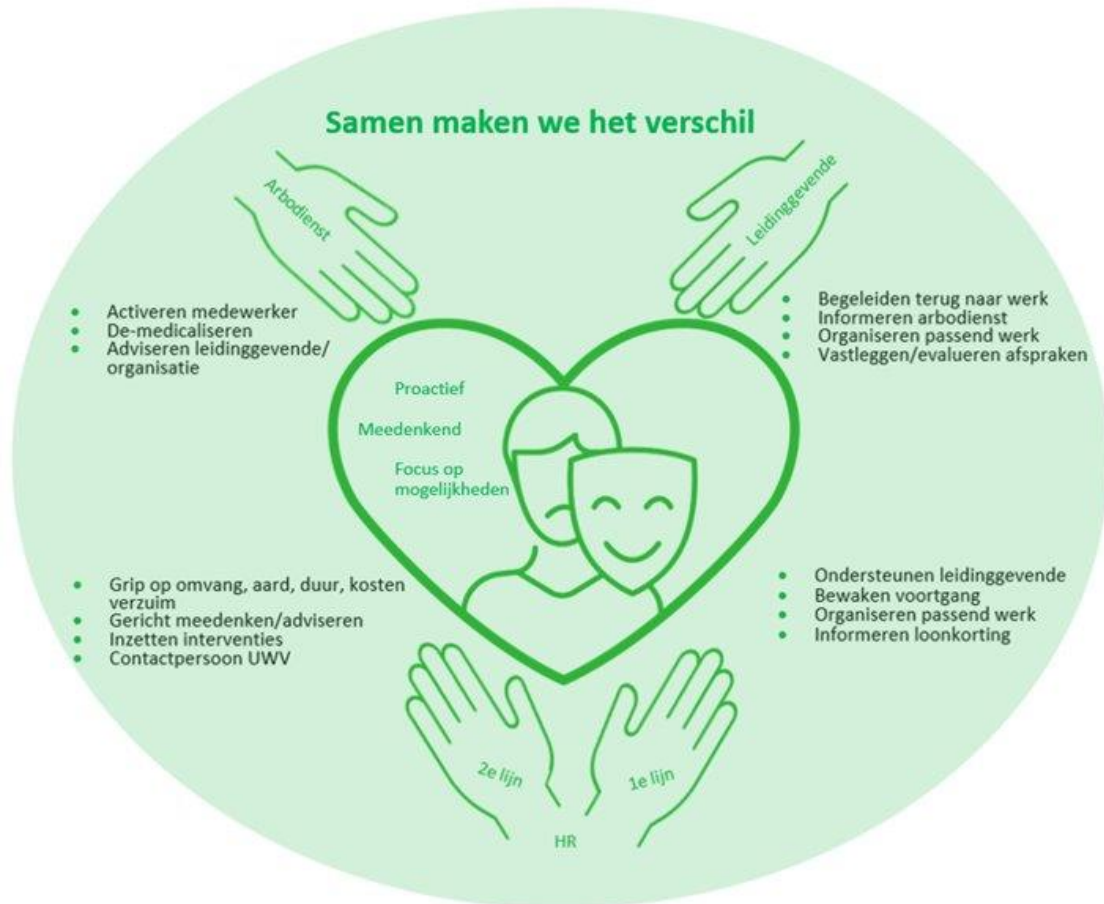 Samen maken we het verschil
Arbodienst
Leidinggevende
• Activeren medewerker
• De-medicaliseren
• Adviseren leidinggevende/
organisatie
• Begeleiden terug naar werk
• Informeren arbodienst
• Organiseren passend werk
• Vastleggen/evalueren afspraken
Proactief
Meedenkend
Focus op
mogelijkheden
• Grip op omvang, aard, duur, kosten
verzuim
• Gericht meedenken/adviseren
• Inzetten interventies
• Contactpersoon UWV
• Ondersteunen leidinggevende
• Bewaken voortgang
• Organiseren passend werk
• Informeren loonkorting
2e lijn
1e lijn
HR